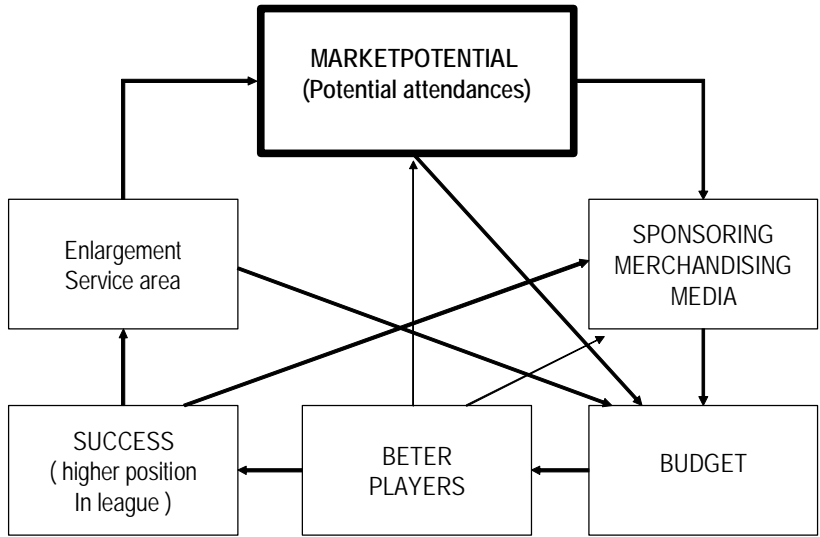 MARKETPOTENTIAL
(Potential attendances)
Enlargement
Service area
SPONSORING
MERCHANDISING
MEDIA
SUCCESS
( higher position
In league )
BETER
PLAYERS
BUDGET